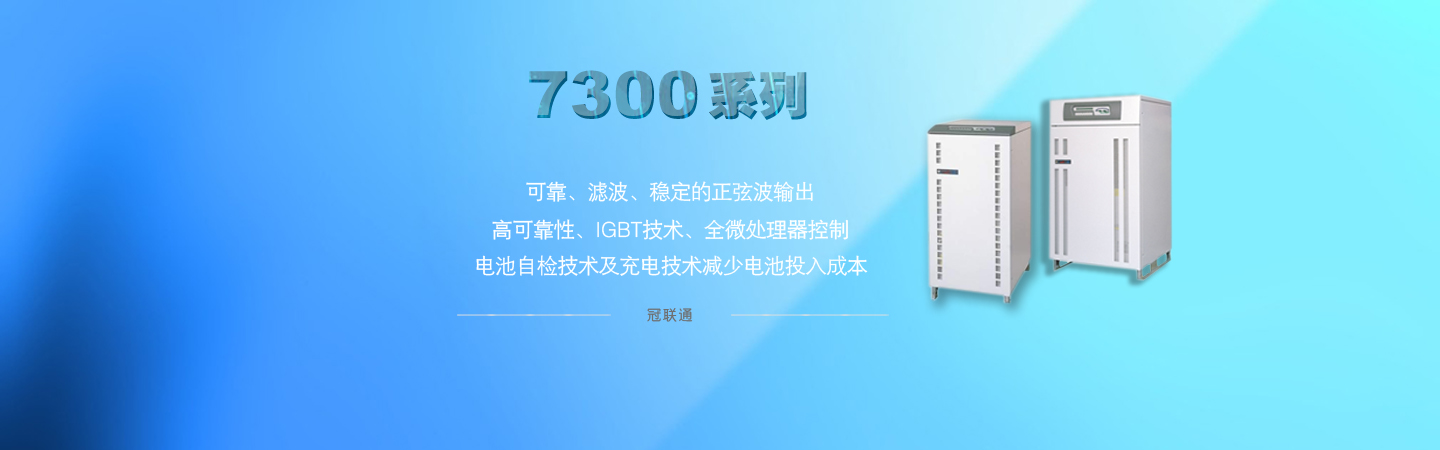 7300系列
可靠、滤波、稳定的正弦波输出
高可靠性、IGBT技术、全微处理器控制
电池自检技术及充电技术减少电池投入成本
冠联通